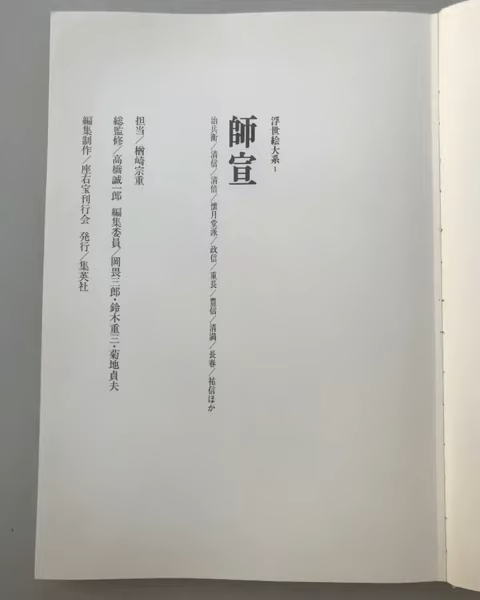 浮世絵大系1
師宣
治兵衛/清信/清倍/懐月堂派/政信/重長/豊信/清満/長春/祐信ほか
担当/楢崎宗重
総監修/高橋誠一郎 編集委員/岡畏三郎・鈴木重三・菊地貞夫
編集制作/座右宝刊行会 発行/集英社